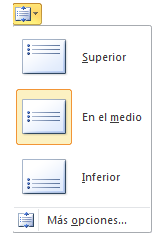 Superior
En el medio
Inferior
Más opciones...